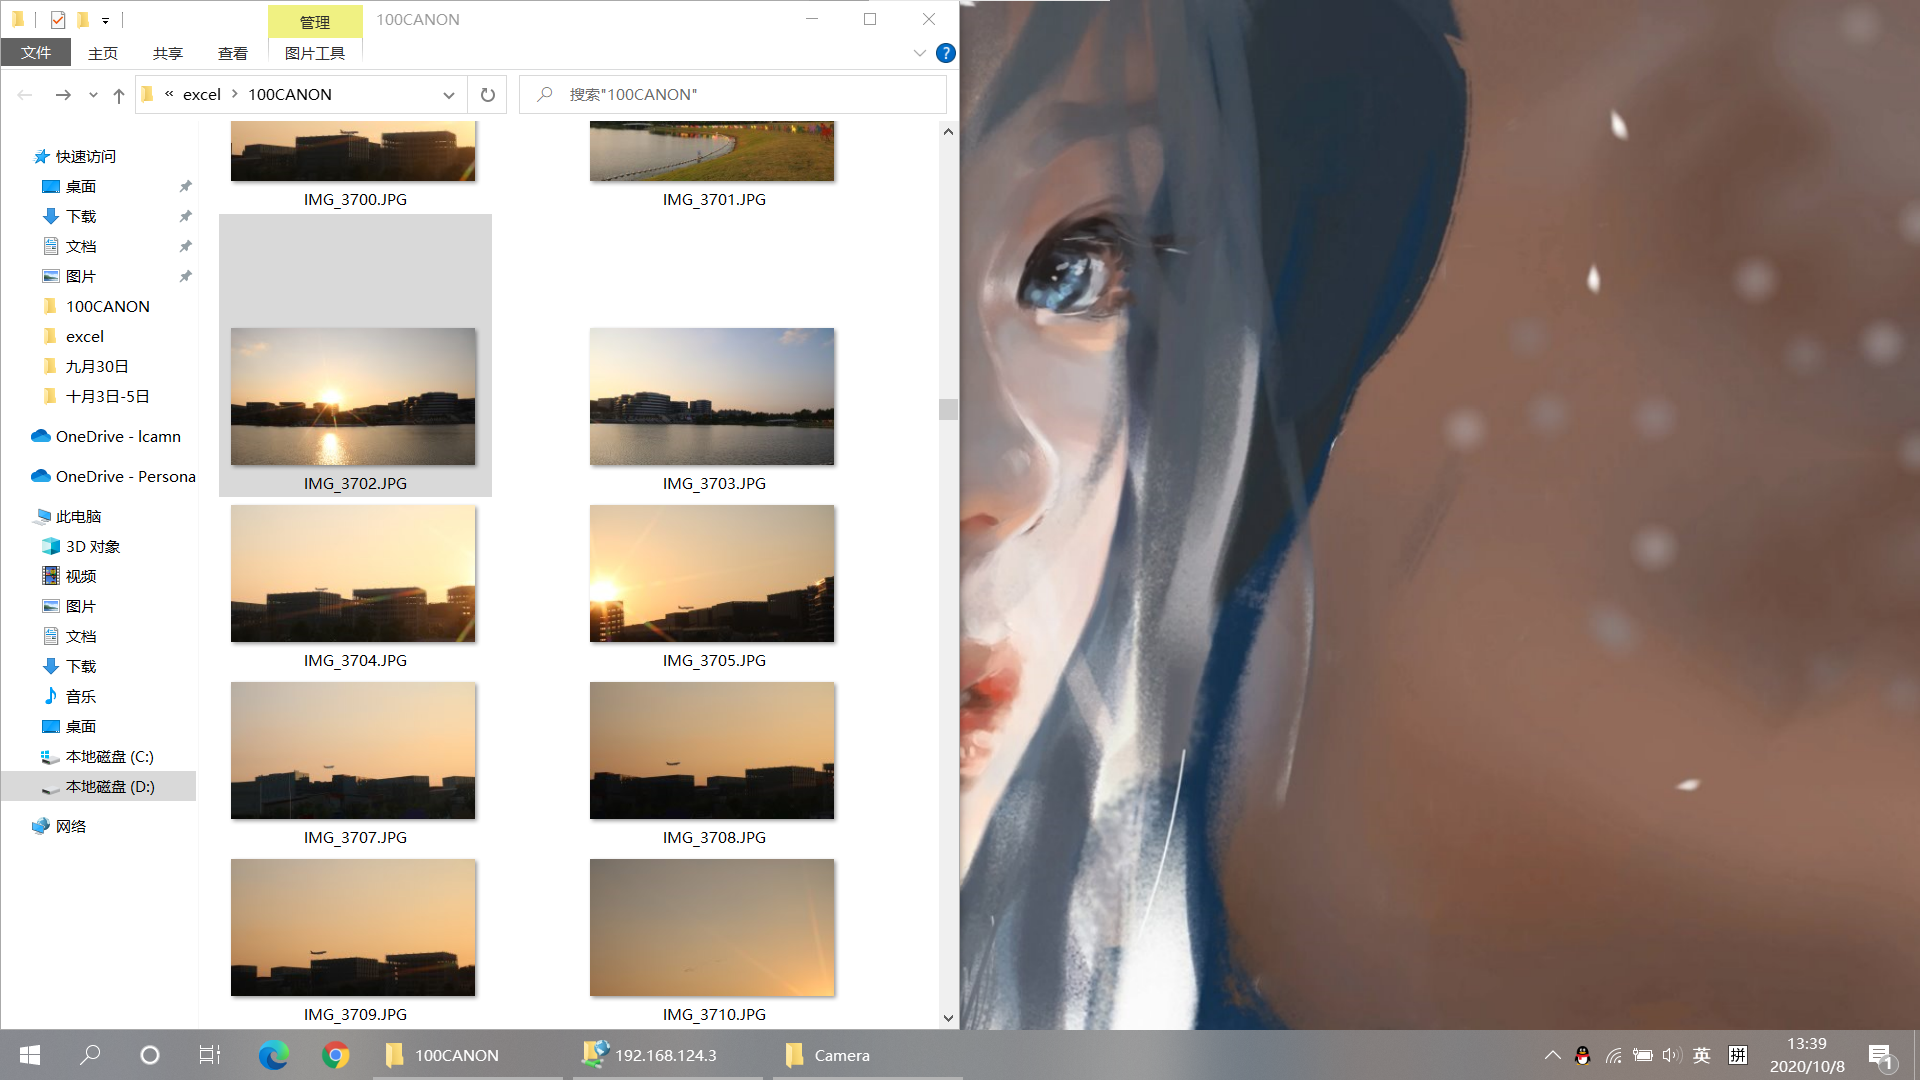 管理
100CANON
文件
主页
共享
查看
图片工具
« excel › 100CANON
搜索"100CANON"
快速访问
桌面
下载
文档
图片
100CANON
excel
九月30日
十月3日-5日
OneDrive - lcamn
OneDrive - Persona
此电脑
3D 对象
视频
图片
文档
下载
音乐
桌面
本地磁盘 (C:)
本地磁盘 (D:)
网络
IMG_3700.JPG
IMG_3701.JPG
IMG_3702.JPG
IMG_3703.JPG
IMG_3704.JPG
IMG_3705.JPG
IMG_3707.JPG
IMG_3708.JPG
IMG_3709.JPG
IMG_3710.JPG
100CANON
192.168.124.3
Camera
英
拼
13:39
2020/10/8
1